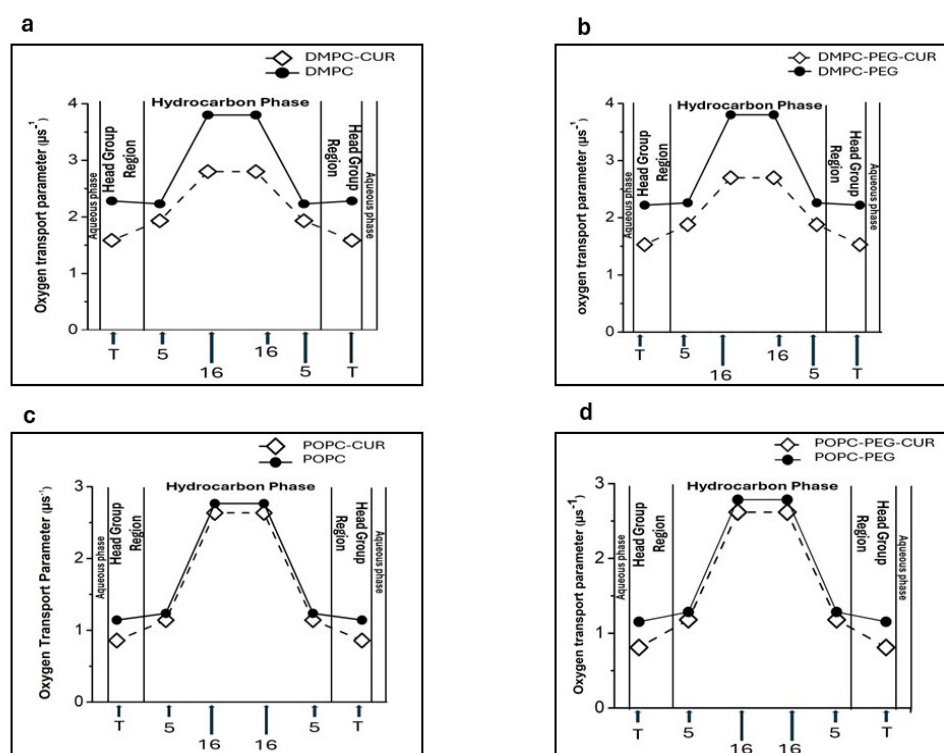 a
DMPC-CUR
DMPC
Oxygen transport parameter (µs⁻¹)
4
3
2
1
0
Hydrocarbon Phase
Aqueous phase
Head Group
Region
Region
Head Group
Aqueous phase
T
5
16
16
5
T
b
DMPC-PEG-CUR
DMPC-PEG
oxygen transport parameter (µs⁻¹)
4
3
2
1
0
Hydrocarbon Phase
Aqueous phase
Head Group
Region
Region
Head Group
Aqueous phase
T
5
16
16
5
T
c
POPC-CUR
POPC
Oxygen Transport Parameter (µs⁻¹)
3
2
1
0
Hydrocarbon Phase
Aqueous phase
Head Group
Region
Region
Head Group
Aqueous phase
T
5
16
16
5
T
d
POPC-PEG-CUR
POPC-PEG
Oxygen transport parameter (µs⁻¹)
3
2
1
0
Hydrocarbon Phase
Aqueous phase
Head Group
Region
Region
Head Group
Aqueous phase
T
5
16
16
5
T